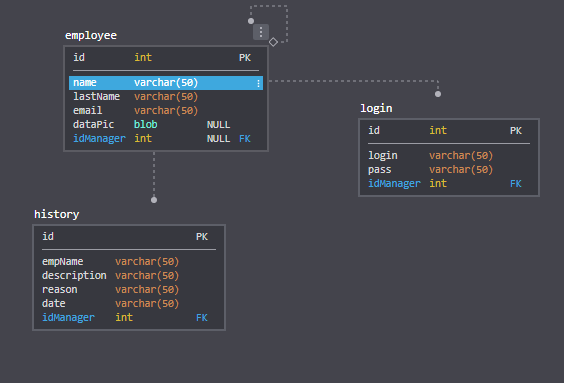 employee
id int PK
name varchar(50)
lastName varchar(50)
email varchar(50)
dataPic blob NULL
idManager int NULL FK
login
id int PK
login varchar(50)
pass varchar(50)
idManager int FK
history
id PK
empName varchar(50)
description varchar(50)
reason varchar(50)
date varchar(50)
idManager int FK